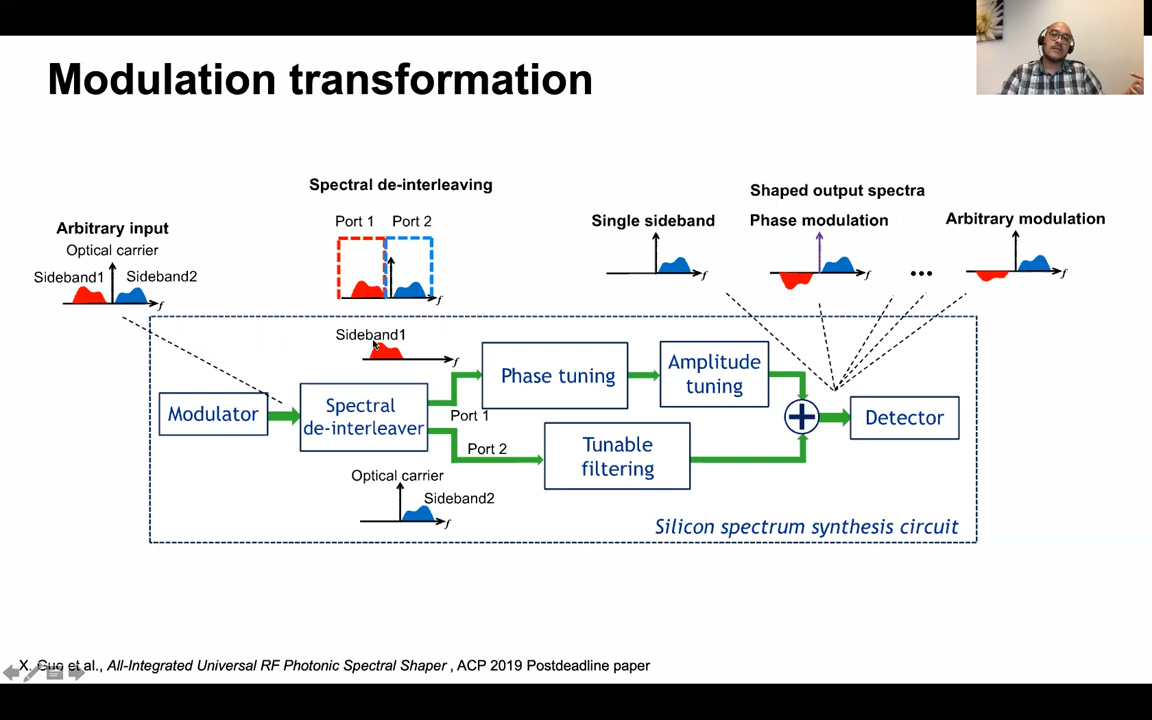 Modulation transformation
Spectral de-interleaving
Port 1
Port 2
f
Arbitrary input
Optical carrier
Sideband1
Sideband2
f
Shaped output spectra
Single sideband
Phase modulation
Arbitrary modulation
f
f
...
f
Sideband1
f
Modulator
Spectral
de-interleaver
Port 1
Port 2
Phase tuning
Amplitude
tuning
Tunable
filtering
+
Detector
Optical carrier
Sideband2
f
Silicon spectrum synthesis circuit
X. Guo et al., All-Integrated Universal RF Photonic Spectral Shaper , ACP 2019 Postdeadline paper